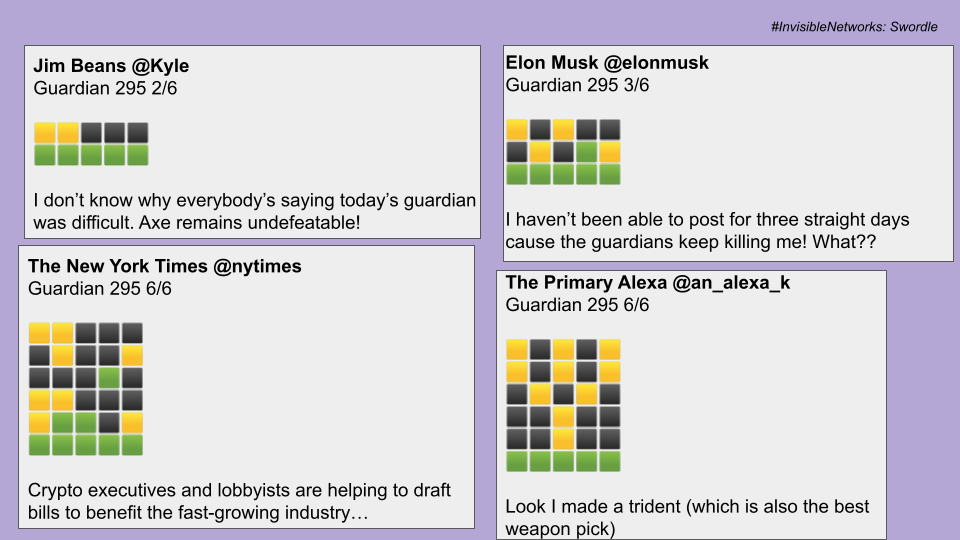 #InvisibleNetworks: Swordle
Jim Beans @Kyle
Guardian 295 2/6
I don’t know why everybody’s saying today’s guardian
was difficult. Axe remains undefeatable!
Elon Musk @elonmusk
Guardian 295 3/6
I haven’t been able to post for three straight days
cause the guardians keep killing me! What??
The New York Times @nytimes
Guardian 295 6/6
Crypto executives and lobbyists are helping to draft
bills to benefit the fast-growing industry…
The Primary Alexa @an_alexa_k
Guardian 295 6/6
Look I made a trident (which is also the best
weapon pick)